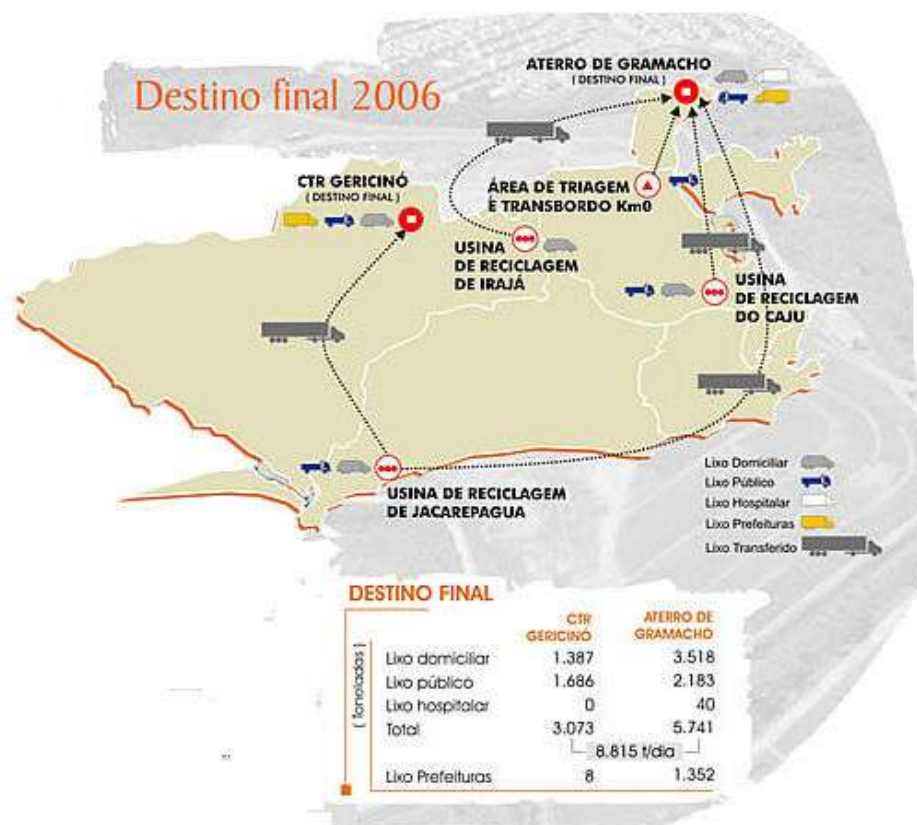 Destino final 2006
ATERRO DE GRAMACHO
( DESTINO FINAL )
CTR GERICINÓ
( DESTINO FINAL )
ÁREA DE TRIAGEM
E TRANSBORDO Km0
USINA
DE RECICLAGEM
DE IRAJÁ
USINA
DE RECICLAGEM
DO CAJU
USINA DE RECICLAGEM
DE JACAREPAGUA
Lixo Domiciliar
Lixo Público
Lixo Hospitalar
Lixo Prefeituras
Lixo Transferido
DESTINO FINAL
CTR GERICINÓ ATERRO DE GRAMACHO
( Toneladas )
Lixo domiciliar 1.387 3.518
Lixo público 1.686 2.183
Lixo hospitalar 0 40
Total 3.073 5.741
8.815 t/dia
Lixo Prefeituras 8 1.352